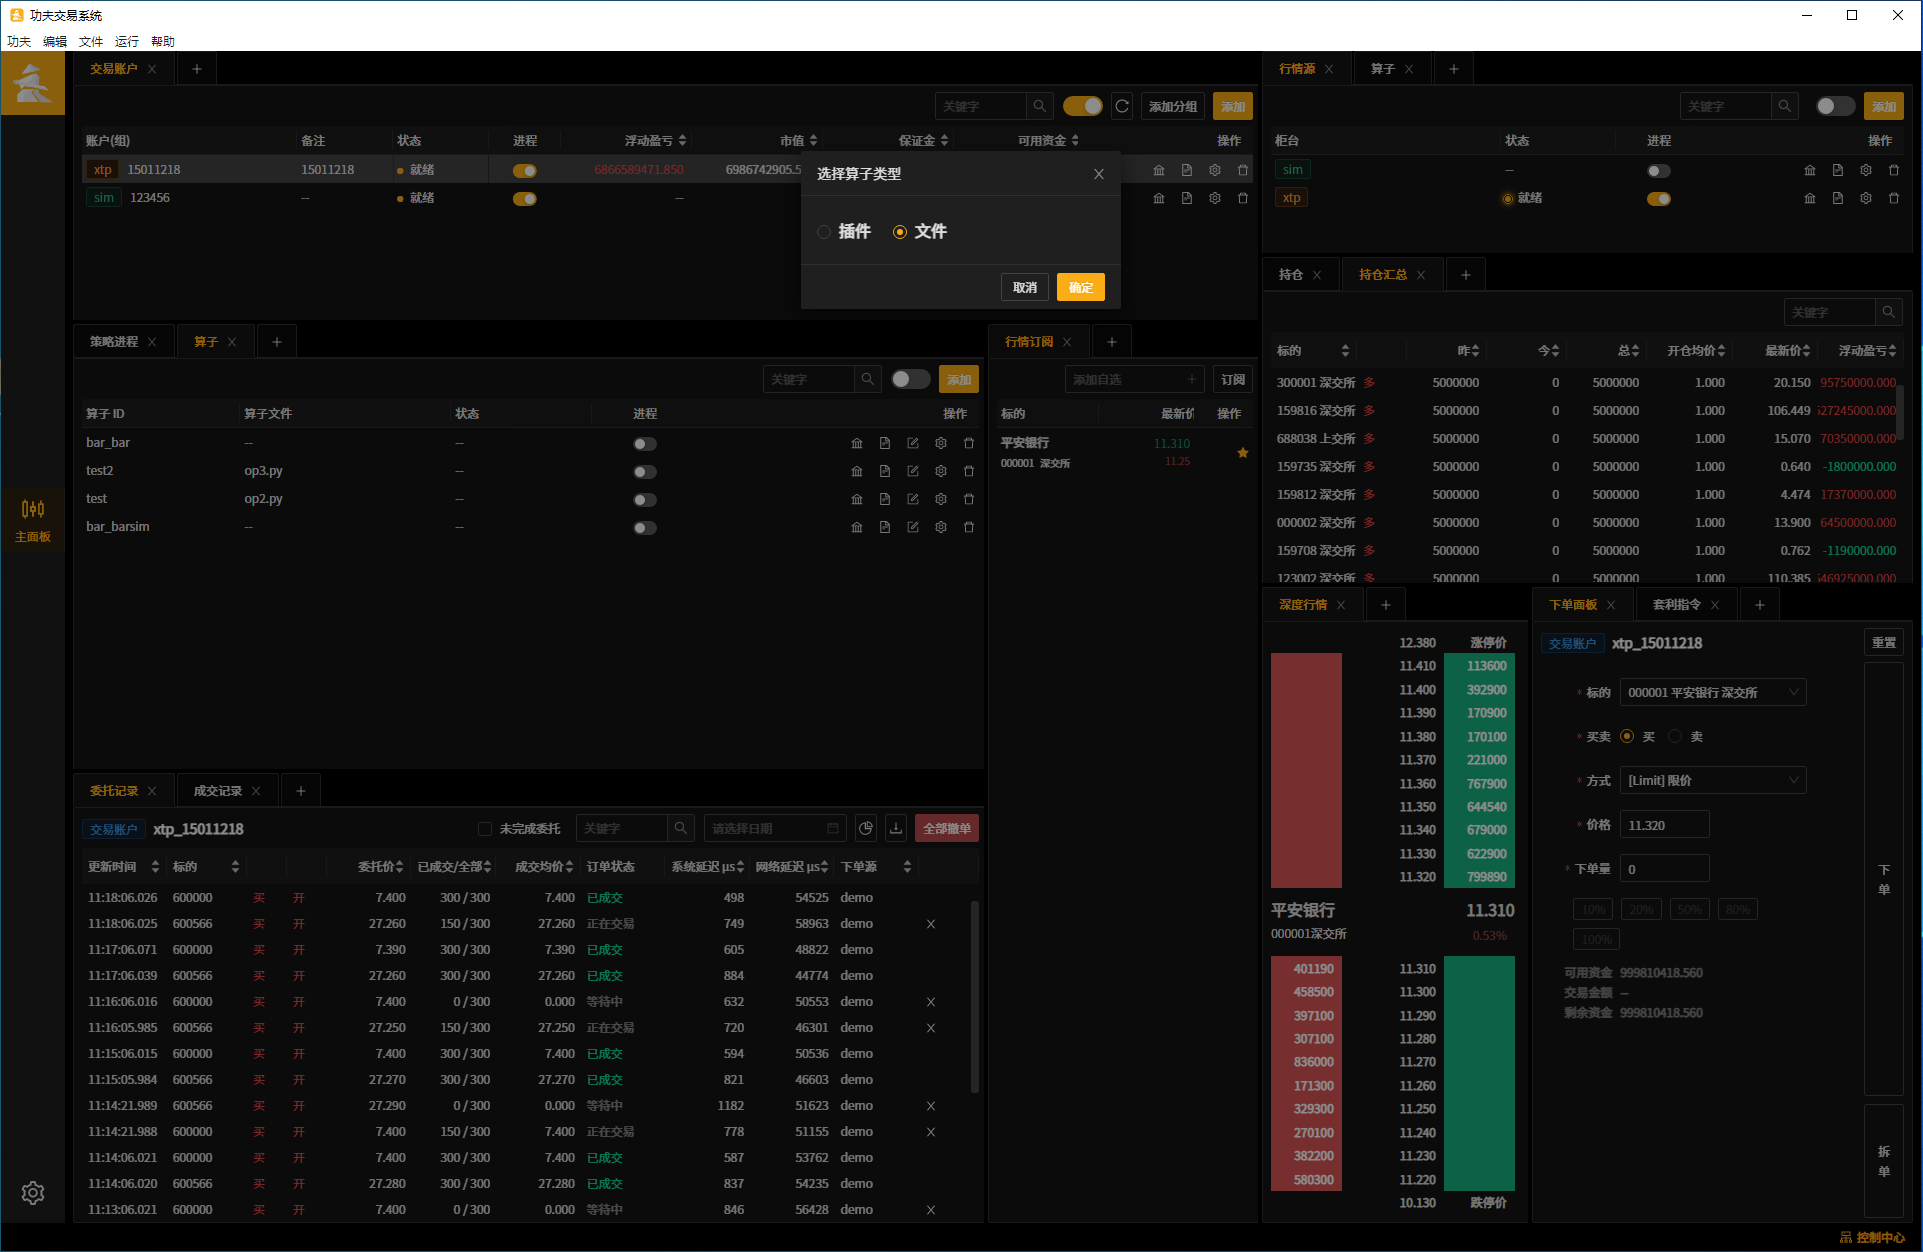 功夫交易系统
功夫 编辑 文件 运行 帮助
交易账户
关键字 添加分组 添加
账户(组) 备注 状态 进程 浮动盈亏 市值 保证金 可用资金 操作
xtp 15011218 15011218 就绪 6866589471.850 6986742905.5
sim 123456 -- 就绪 --
选择算子类型
插件 文件
取消 确定
行情源 算子
关键字 添加
柜台 状态 进程 操作
sim --
xtp 就绪
持仓 持仓汇总
关键字
标的 昨 今 总 开仓均价 最新价 浮动盈亏
300001 深交所 多 5000000 0 5000000 1.000 20.150 95750000.000
159816 深交所 多 5000000 0 5000000 1.000 106.449 527245000.000
688038 上交所 多 5000000 0 5000000 1.000 15.070 70350000.000
159735 深交所 多 5000000 0 5000000 1.000 0.640 -1800000.000
159812 深交所 多 5000000 0 5000000 1.000 4.474 17370000.000
000002 深交所 多 5000000 0 5000000 1.000 13.900 64500000.000
159708 深交所 多 5000000 0 5000000 1.000 0.762 -1190000.000
123002 深交所 多 5000000 0 5000000 1.000 110.385 546925000.000
策略进程 算子
关键字 添加
算子 ID 算子文件 状态 进程 操作
bar_bar -- --
test2 op3.py --
test op2.py --
bar_barsim -- --
行情订阅
添加自选 订阅
标的 最新价 操作
平安银行 11.310
000001 深交所 11.25
主面板
委托记录 成交记录
交易账户 xtp_15011218 未完成委托 关键字 请选择日期 全部撤单
更新时间 标的 委托价 已成交/全部 成交均价 订单状态 系统延迟 μs 网络延迟 μs 下单源
11:18:06.026 600000 买 开 7.400 300 / 300 7.400 已成交 498 54525 demo
11:18:06.025 600566 买 开 27.260 150 / 300 27.260 正在交易 749 58963 demo
11:17:06.071 600000 买 开 7.390 300 / 300 7.390 已成交 605 48822 demo
11:17:06.039 600566 买 开 27.260 300 / 300 27.260 已成交 884 44774 demo
11:16:06.016 600000 买 开 7.400 0 / 300 0.000 等待中 632 50553 demo
11:16:05.985 600566 买 开 27.250 150 / 300 27.250 正在交易 720 46301 demo
11:15:06.015 600000 买 开 7.400 300 / 300 7.400 已成交 594 50536 demo
11:15:05.984 600566 买 开 27.270 300 / 300 27.270 已成交 821 46603 demo
11:14:21.989 600566 买 开 27.290 0 / 300 0.000 等待中 1182 51623 demo
11:14:21.988 600000 买 开 7.400 150 / 300 7.400 正在交易 778 51155 demo
11:14:06.021 600000 买 开 7.400 300 / 300 7.400 已成交 587 53762 demo
11:14:06.020 600566 买 开 27.280 300 / 300 27.280 已成交 837 54235 demo
11:13:06.021 600000 买 开 7.400 0 / 300 0.000 等待中 846 56428 demo
深度行情
12.380 涨停价
11.410 113600
11.400 392900
11.390 170900
11.380 170100
11.370 221000
11.360 767900
11.350 644540
11.340 679000
11.330 622900
11.320 799890
平安银行 11.310
000001深交所 0.53%
401190 11.310
458500 11.300
397100 11.290
307100 11.280
836000 11.270
171300 11.260
329300 11.250
270100 11.240
382200 11.230
580300 11.220
10.130 跌停价
下单面板 套利指令
交易账户 xtp_15011218 重置
* 标的 000001 平安银行 深交所
* 买卖 买 卖
* 方式 [Limit] 限价
* 价格 11.320
* 下单量 0
10% 20% 50% 80%
100%
可用资金 999810418.560
交易金额 --
剩余资金 999810418.560
下单
拆单
控制中心